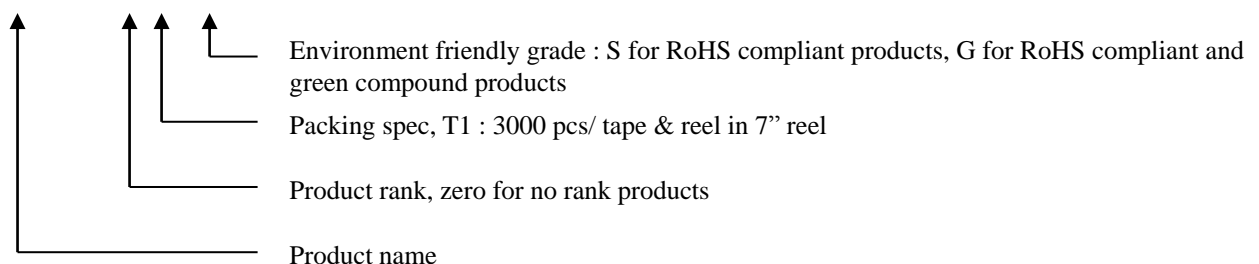 Environment friendly grade : S for RoHS compliant products, G for RoHS compliant and
green compound products
Packing spec, T1 : 3000 pcs/ tape & reel in 7” reel
Product rank, zero for no rank products
Product name